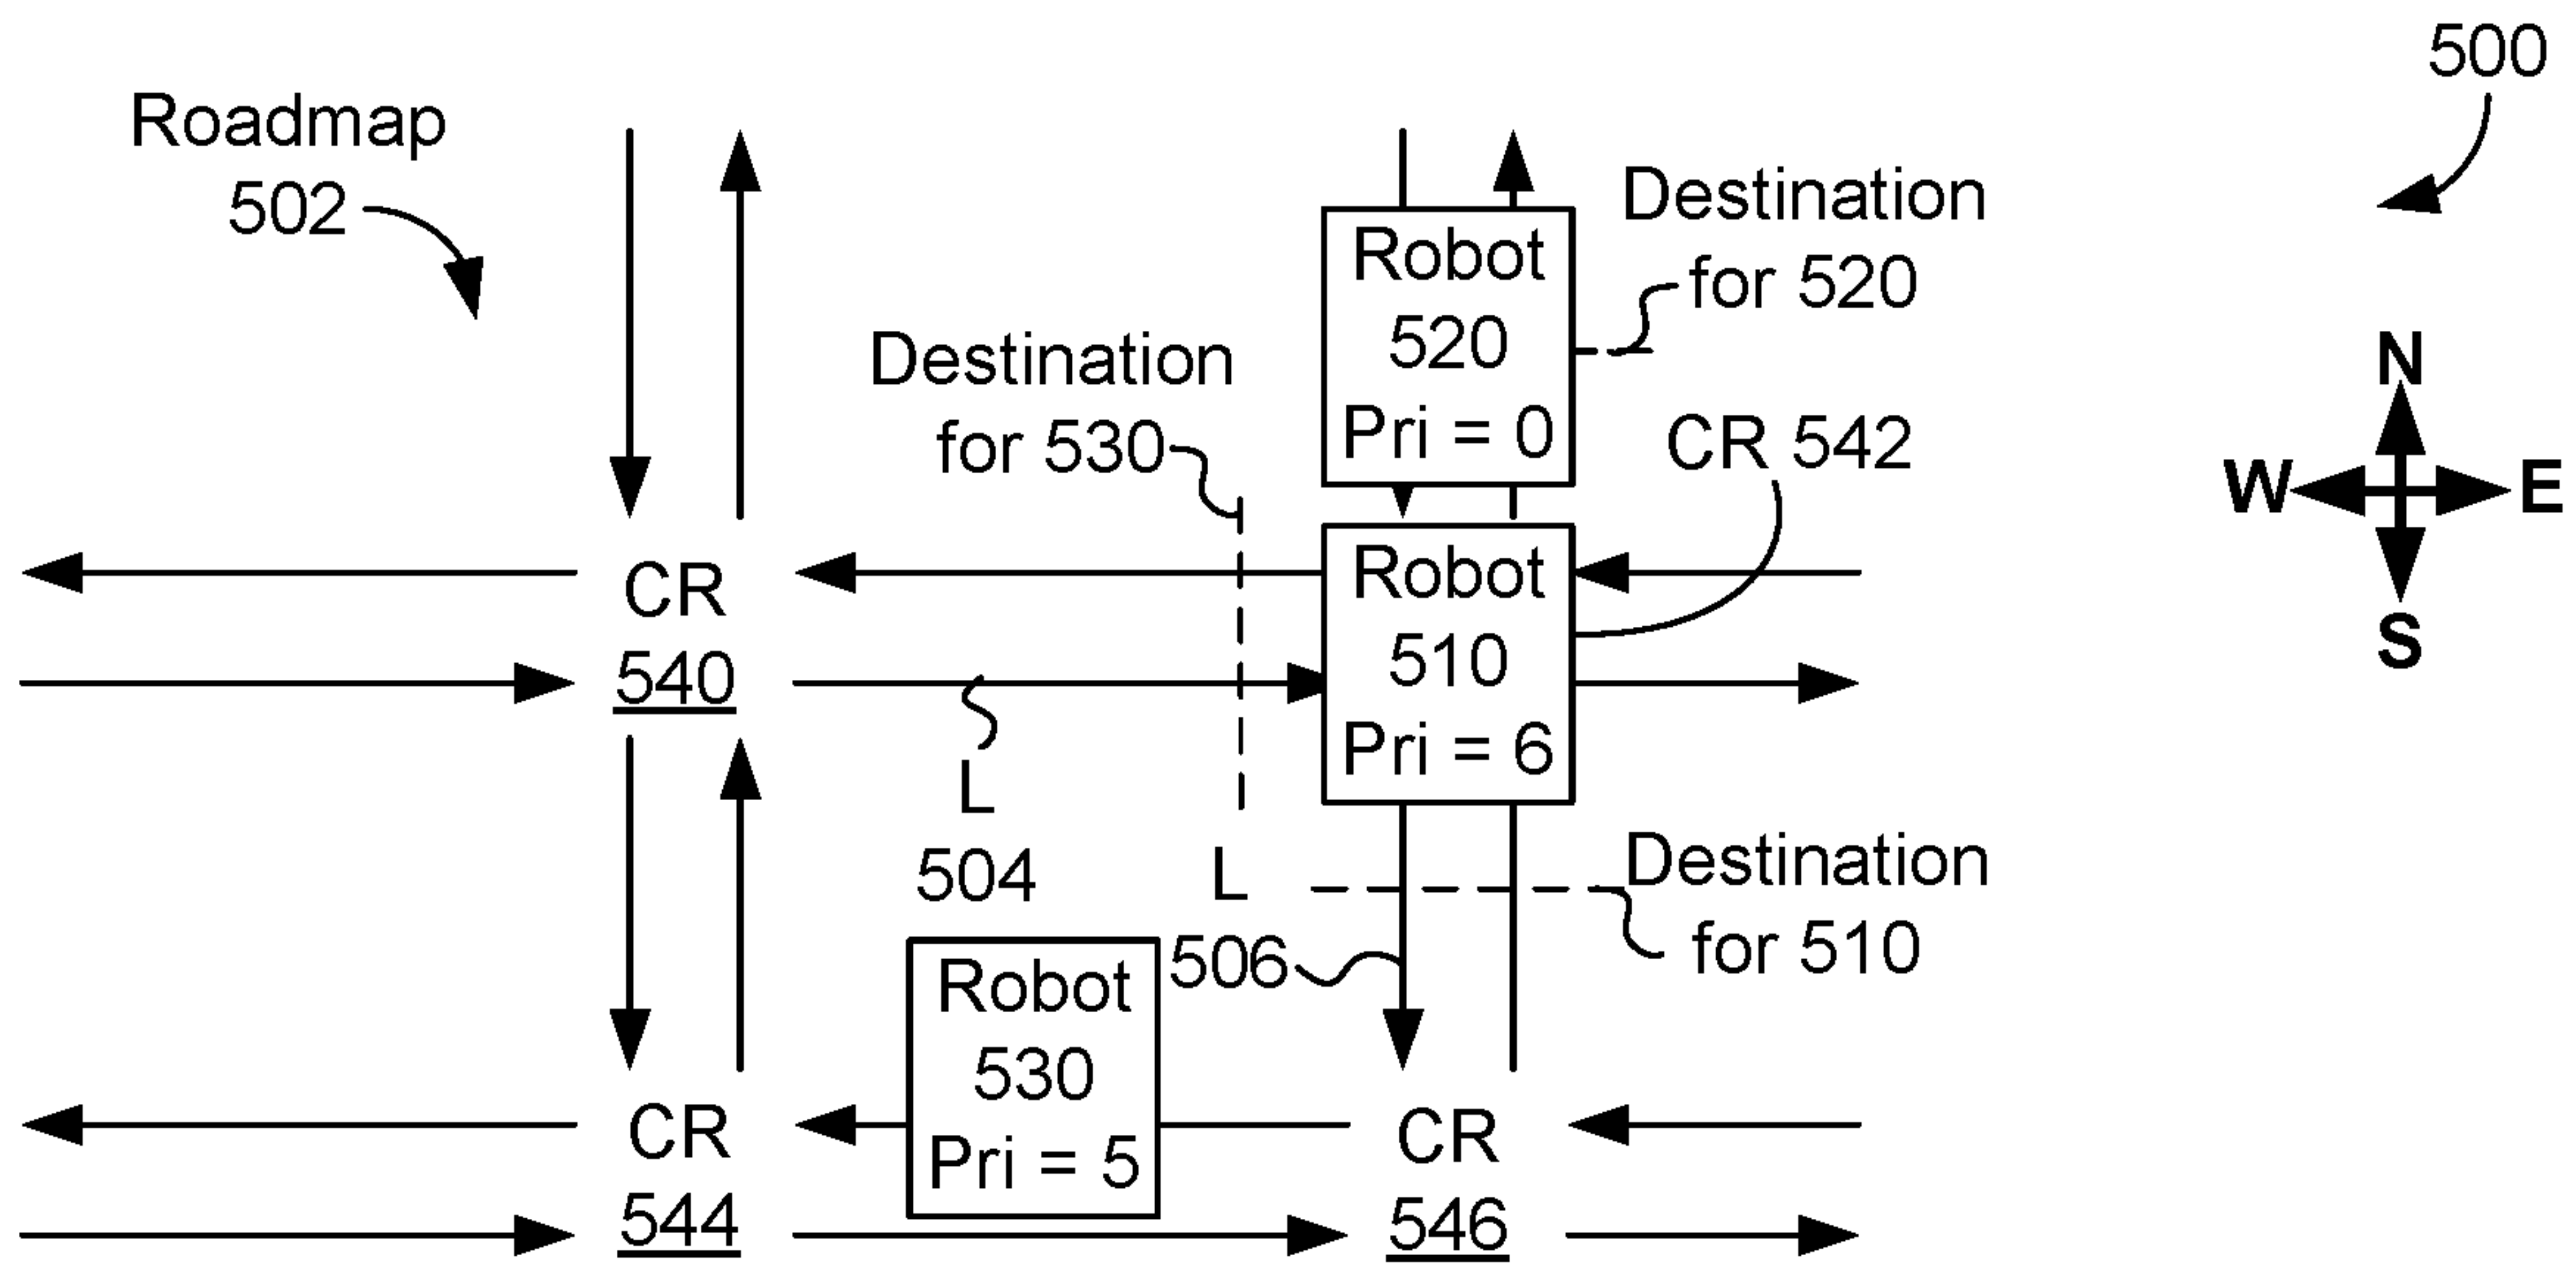 500
Roadmap
502
Destination
for 520
Robot
520
Pri = 0
Destination
for 530
CR 542
N
W
E
S
CR
540
Robot
510
Pri = 6
L
504
L
506
Destination
for 510
Robot
530
Pri = 5
CR
544
CR
546